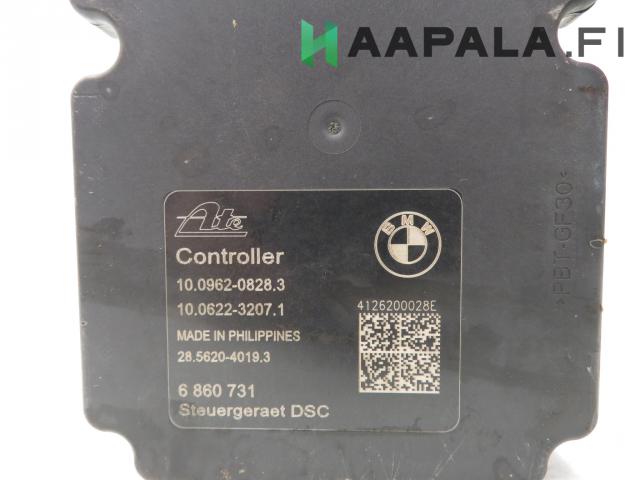 HAAPALA.FI
Ate
BMW
Controller
10.0962-0828.3
10.0622-3207.1
4126200028E
MADE IN PHILIPPINES
28.5620-4019.3
6 860 731
Steuergeraet DSC
>PBT-GF30<